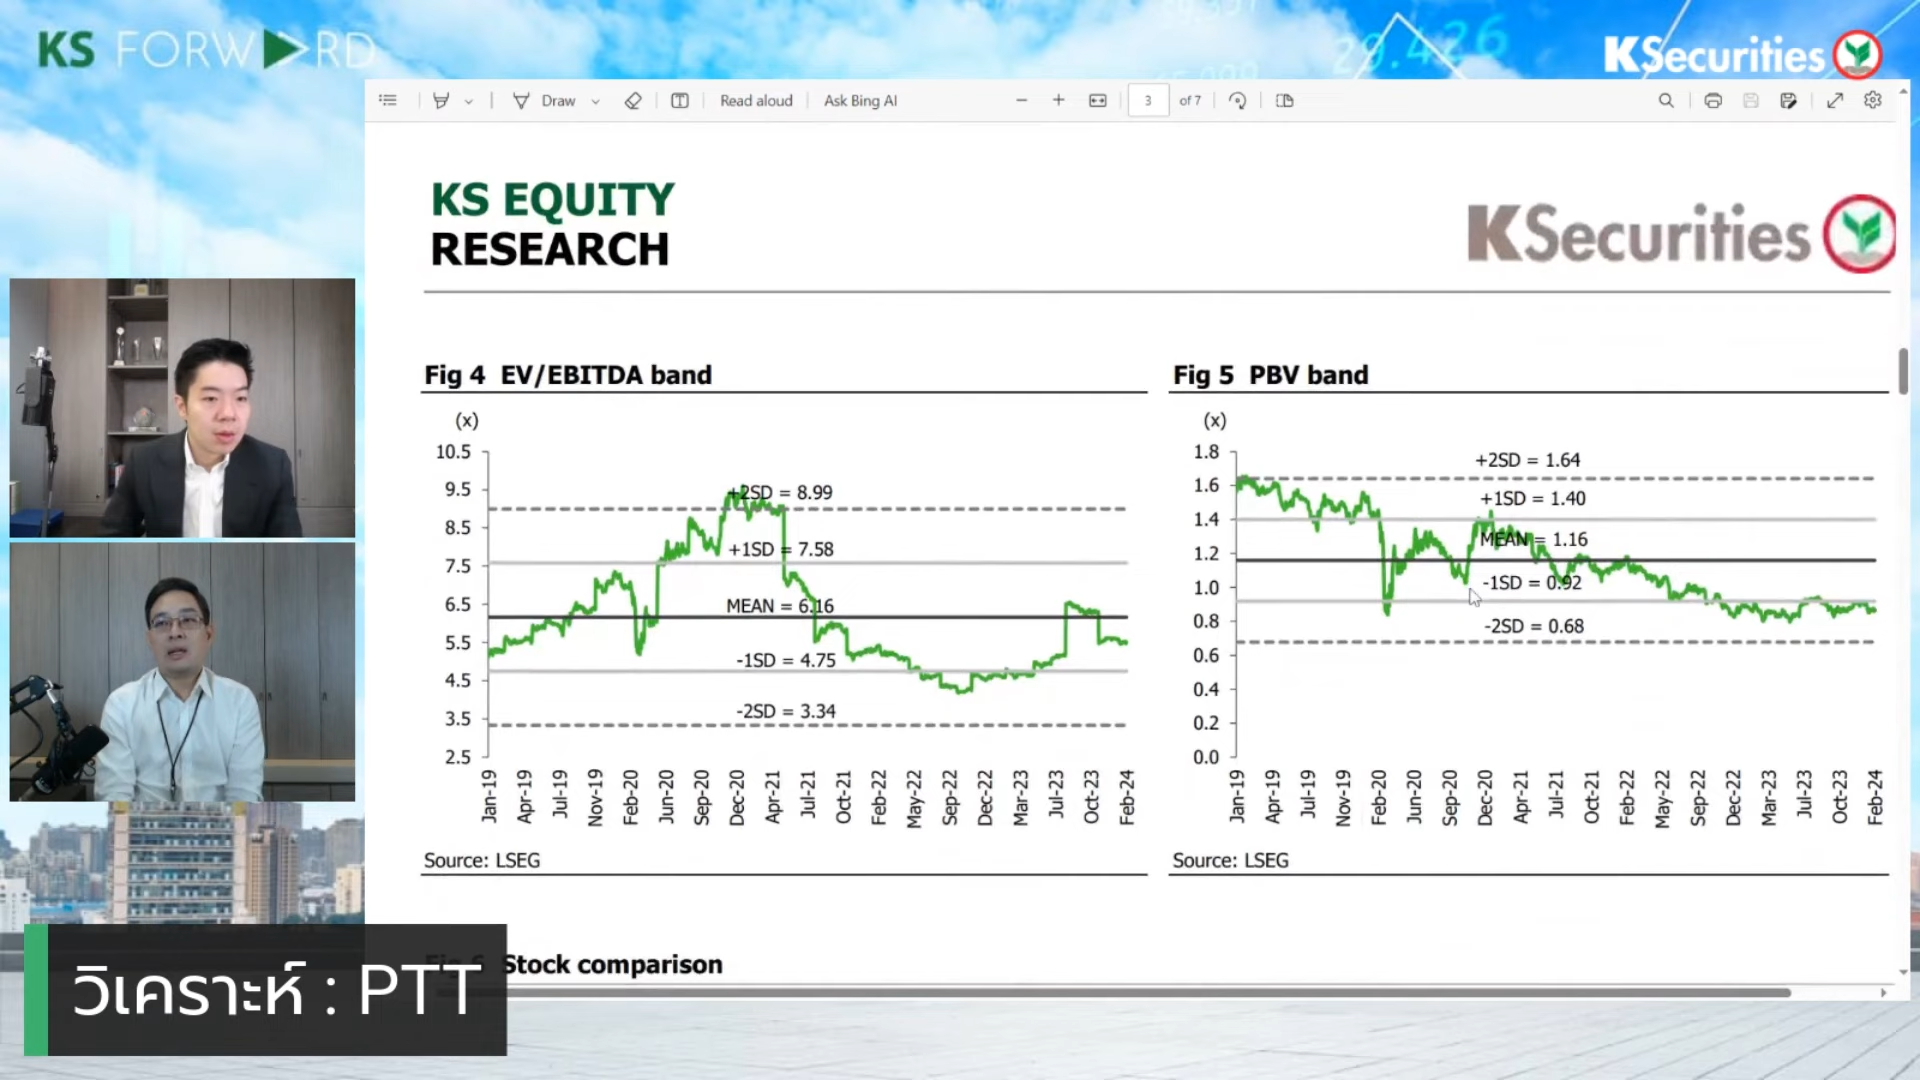 KS FORWARD
29.426
KSecurities
Draw
Read aloud
Ask Bing AI
3 of 7
KS EQUITY
RESEARCH
KSecurities
Fig 4 EV/EBITDA band
(x)
10.5
9.5
8.5
7.5
6.5
5.5
4.5
3.5
2.5
+2SD = 8.99
+1SD = 7.58
MEAN = 6.16
-1SD = 4.75
-2SD = 3.34
Jan-19
Apr-19
Jul-19
Nov-19
Feb-20
Jun-20
Sep-20
Dec-20
Apr-21
Jul-21
Oct-21
Feb-22
May-22
Sep-22
Dec-22
Mar-23
Jul-23
Oct-23
Feb-24
Source: LSEG
Fig 5 PBV band
(x)
1.8
1.6
1.4
1.2
1.0
0.8
0.6
0.4
0.2
0.0
+2SD = 1.64
+1SD = 1.40
MEAN = 1.16
-1SD = 0.92
-2SD = 0.68
Jan-19
Apr-19
Jul-19
Nov-19
Feb-20
Jun-20
Sep-20
Dec-20
Apr-21
Jul-21
Oct-21
Feb-22
May-22
Sep-22
Dec-22
Mar-23
Jul-23
Oct-23
Feb-24
Source: LSEG
Fig 6 Stock comparison
วิเคราะห์ : PTT